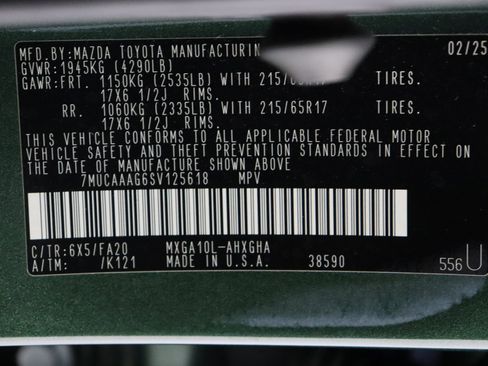 MFD.BY:MAZDA TOYOTA MANUFACTURIN 02/25
GVWR:1945KG (4290LB)
GAWR:FRT. 1150KG (2535LB) WITH 215/65R17 TIRES.
17X6 1/2J RIMS.
RR. 1060KG (2335LB) WITH 215/65R17 TIRES.
17X6 1/2J RIMS.
THIS VEHICLE CONFORMS TO ALL APPLICABLE FEDERAL MOTOR
VEHICLE SAFETY AND THEFT PREVENTION STANDARDS IN EFFECT ON
THE DATE OF MANUFACTURE SHOWN ABOVE.
7MUCAAAG6SV125618 MPV
C/TR:6X5/FA20 MXGA10L-AHXGHA
A/TM: /K121 MADE IN U.S.A. 38590 556U